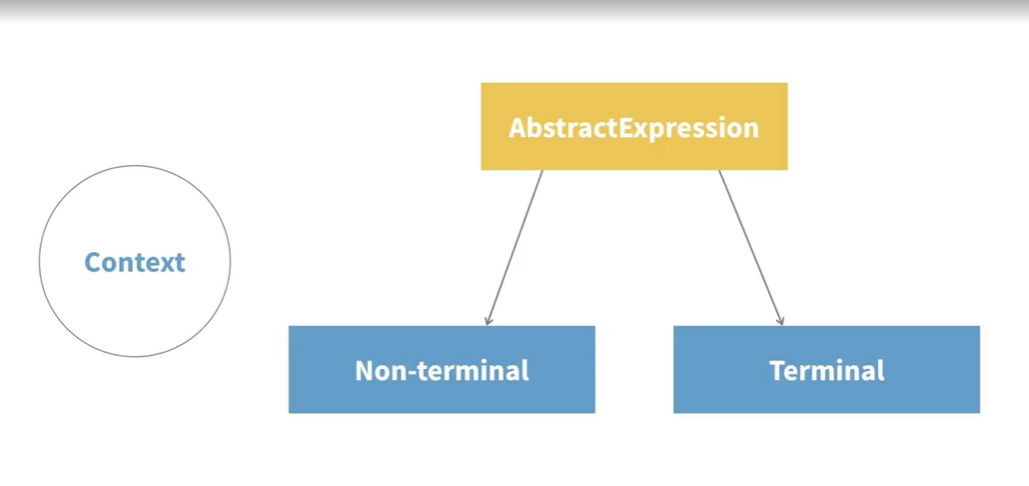 AbstractExpression
Context
Non-terminal
Terminal